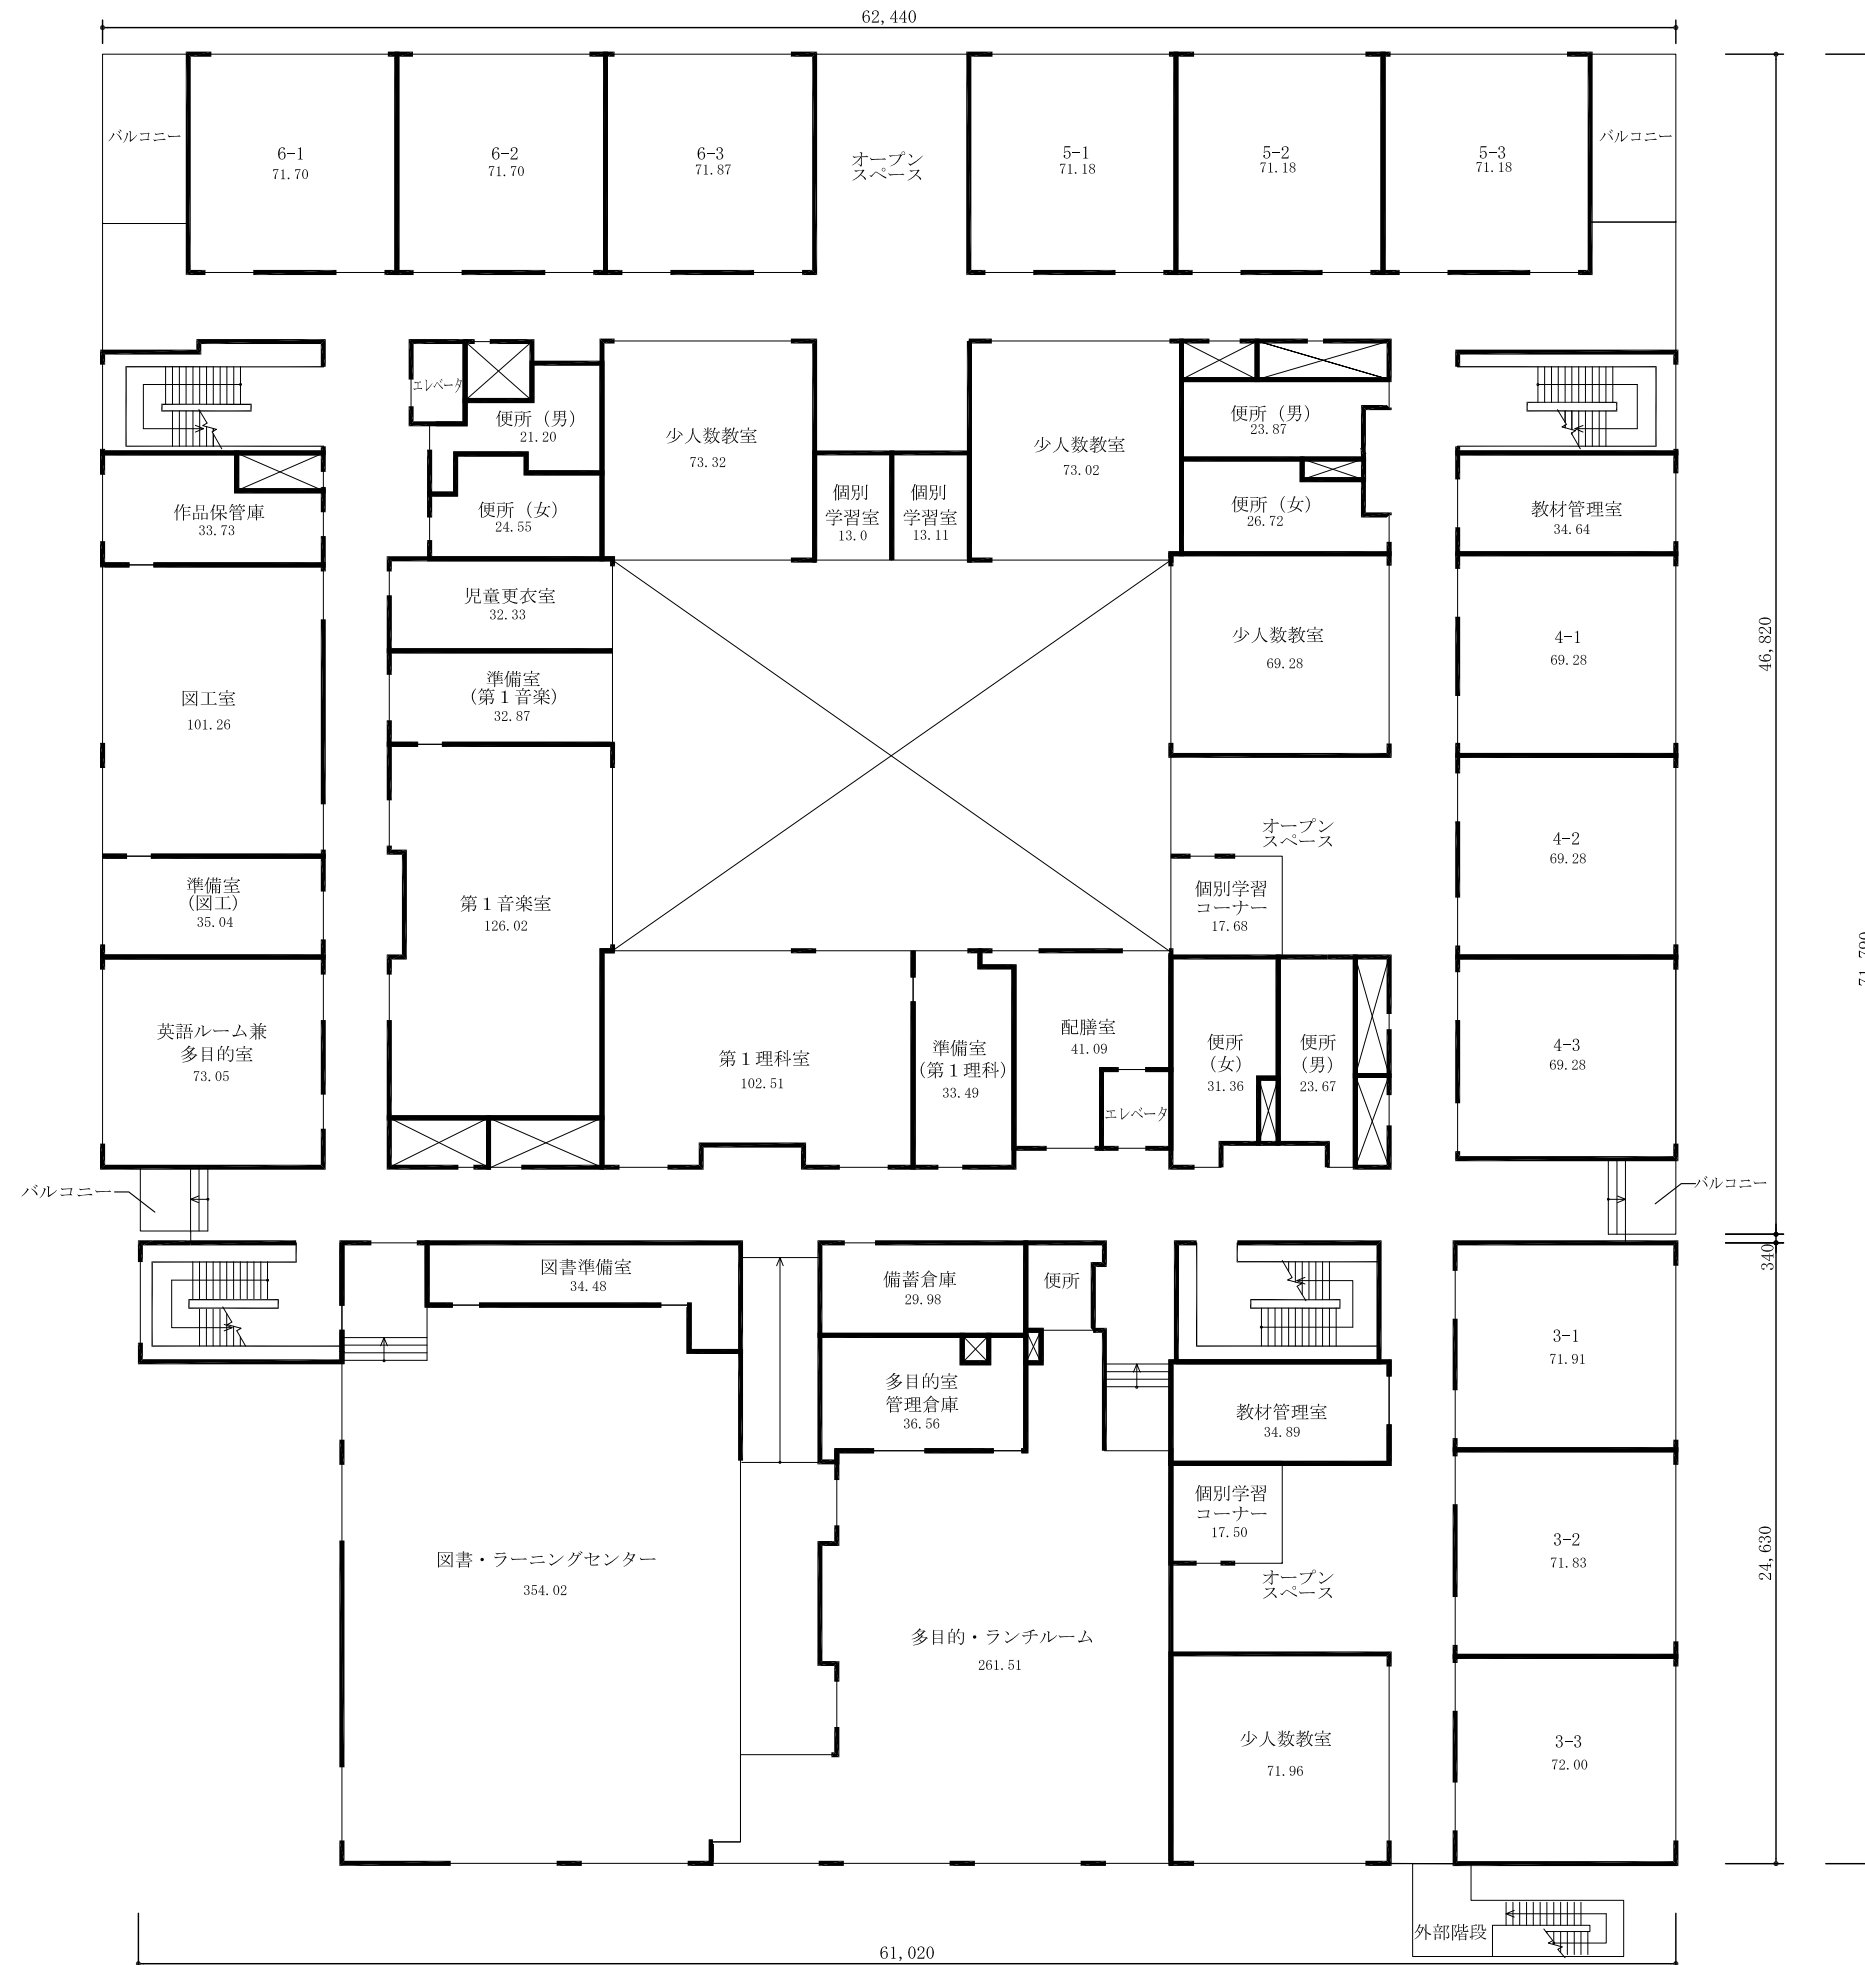 62,440
バルコニー
6-1
71.70
6-2
71.70
6-3
71.87
オープン
スペース
5-1
71.18
5-2
71.18
5-3
71.18
バルコニー
エレベータ
便所（男）
21.20
少人数教室
73.32
少人数教室
73.02
便所（男）
23.87
作品保管庫
33.73
便所（女）
24.55
個別
学習室
13.0
個別
学習室
13.11
便所（女）
26.72
教材管理室
34.64
児童更衣室
32.33
少人数教室
69.28
4-1
69.28
46,820
図工室
101.26
準備室
（第１音楽）
32.87
オープン
スペース
4-2
69.28
準備室
（図工）
35.04
第１音楽室
126.02
個別学習
コーナー
17.68
英語ルーム兼
多目的室
73.05
第１理科室
102.51
準備室
（第１理科）
33.49
配膳室
41.09
エレベータ
便所
（女）
31.36
便所
（男）
23.67
4-3
69.28
バルコニー
バルコニー
340
図書準備室
34.48
備蓄倉庫
29.98
便所
3-1
71.91
多目的室
管理倉庫
36.56
教材管理室
34.89
個別学習
コーナー
17.50
3-2
71.83
24,630
図書・ラーニングセンター
354.02
オープン
スペース
多目的・ランチルーム
261.51
少人数教室
71.96
3-3
72.00
外部階段
61,020